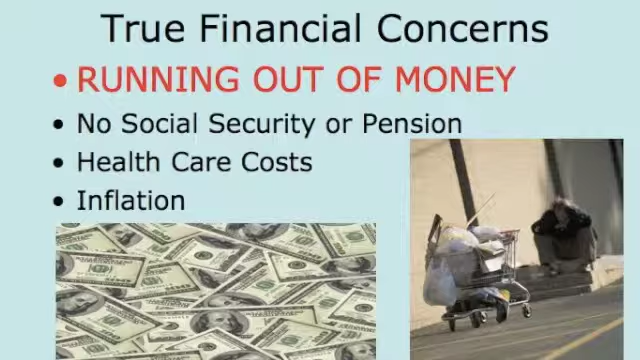 True Financial Concerns
• RUNNING OUT OF MONEY
• No Social Security or Pension
• Health Care Costs
• Inflation